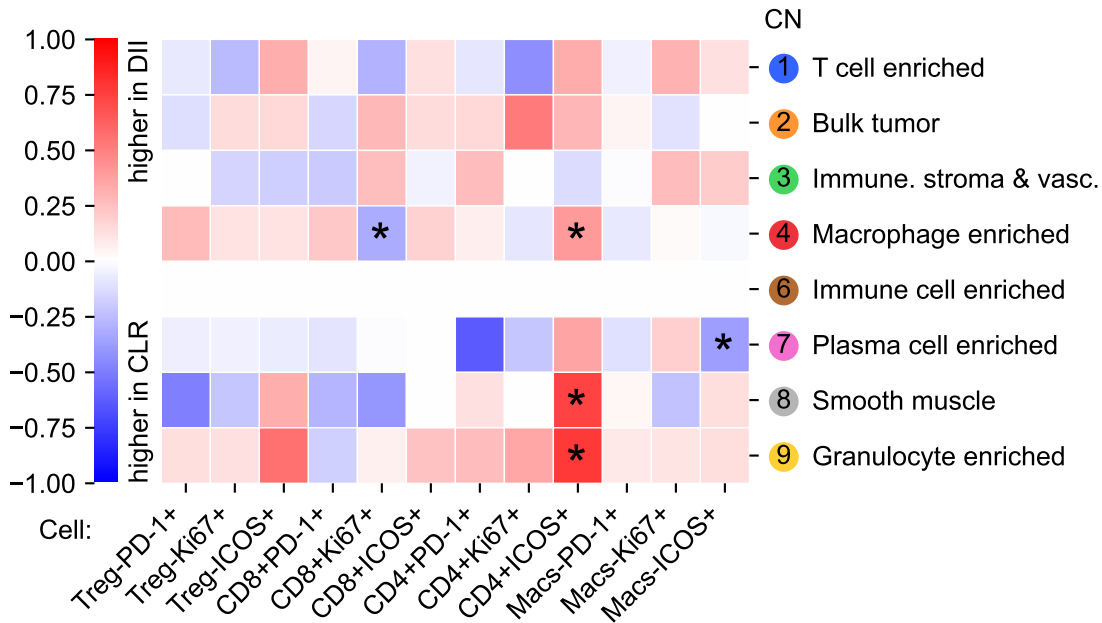 1.00
0.75
0.50
0.25
0.00
−0.25
−0.50
−0.75
−1.00
higher in DII
higher in CLR
* *
*
*
*
CN
1 T cell enriched
2 Bulk tumor
3 Immune. stroma & vasc.
4 Macrophage enriched
6 Immune cell enriched
7 Plasma cell enriched
8 Smooth muscle
9 Granulocyte enriched
Cell:
Treg-PD-1+
Treg-Ki67+
Treg-ICOS+
CD8+PD-1+
CD8+Ki67+
CD8+ICOS+
CD4+PD-1+
CD4+Ki67+
CD4+ICOS+
Macs-PD-1+
Macs-Ki67+
Macs-ICOS+